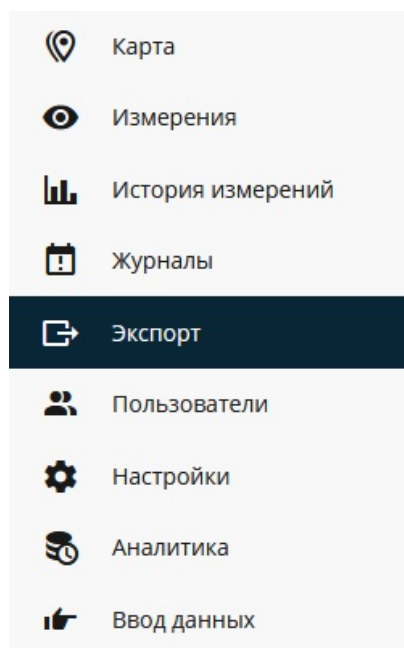 Карта
Измерения
История измерений
Журналы
Экспорт
Пользователи
Настройки
Аналитика
Ввод данных